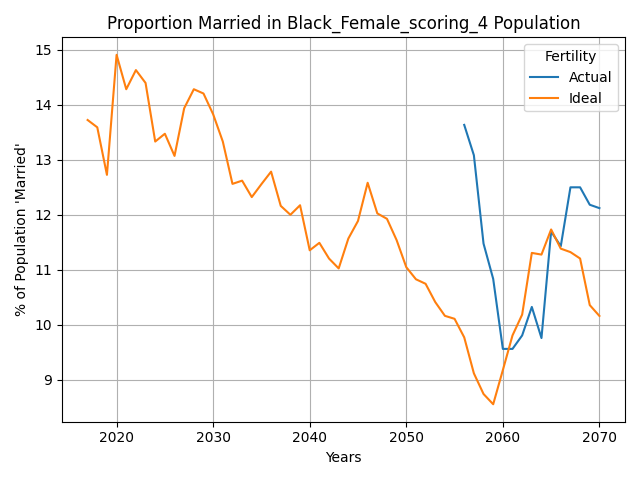 Proportion Married in Black_Female_scoring_4 Population
% of Population 'Married'
15
14
13
12
11
10
9
Fertility
Actual
Ideal
2020 2030 2040 2050 2060 2070
Years